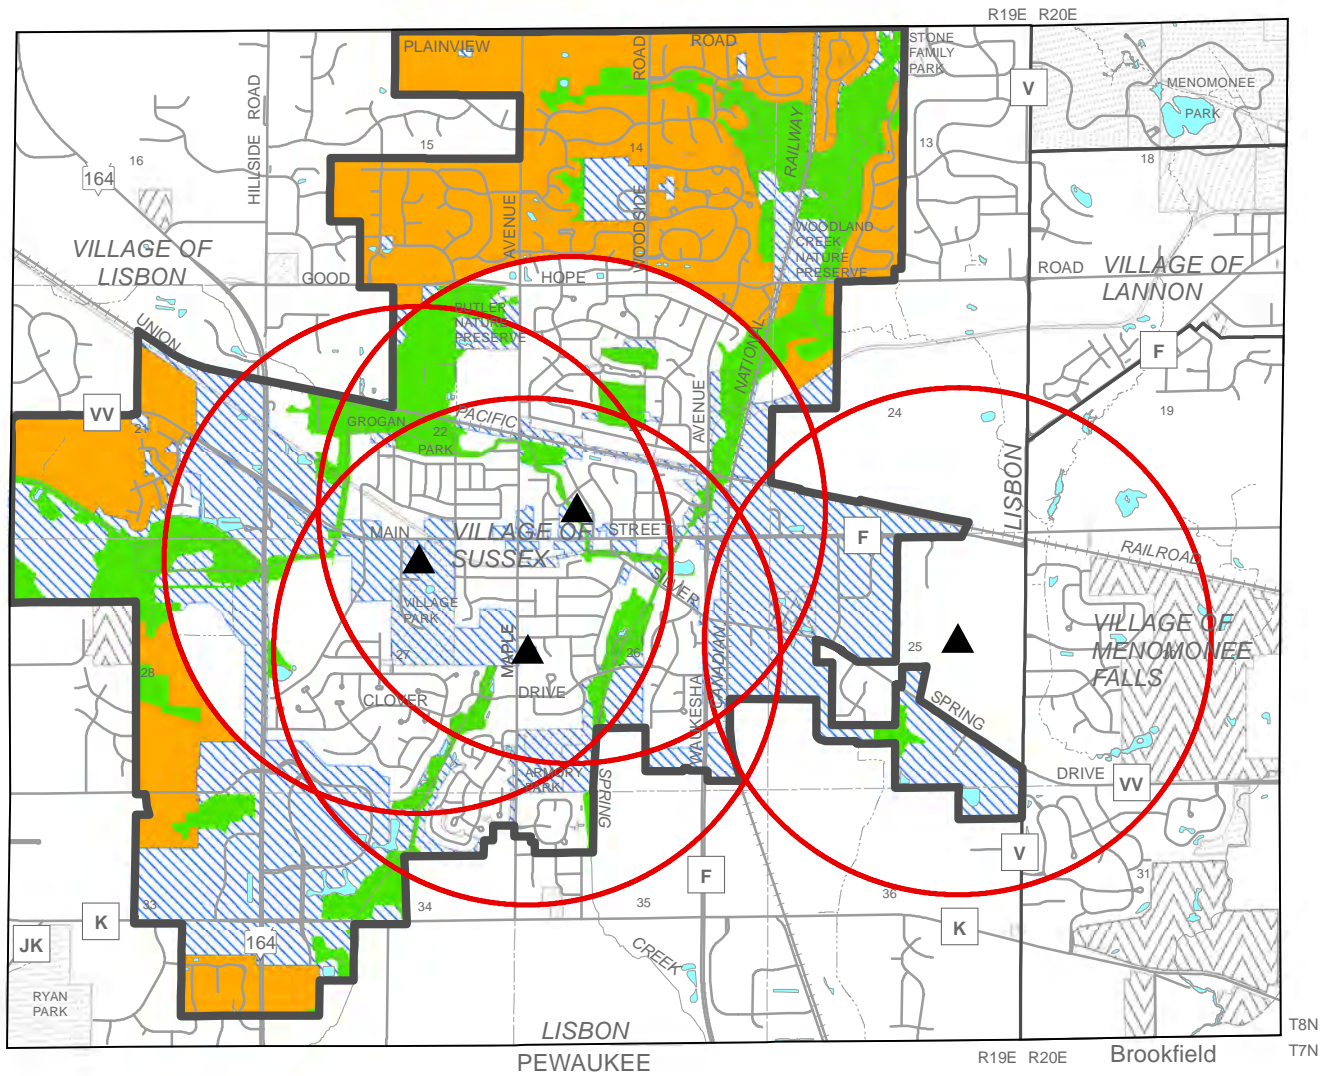 R19E R20E
PLAINVIEW
ROAD
ROAD
STONE
FAMILY
PARK
V
MENOMONEE
PARK
HILLSIDE ROAD
15
14
13
16
18
164
RAILWAY
AVENUE
WOODSIDE
WOODLAND
CREEK
NATURE
PRESERVE
VILLAGE OF
LISBON
GOOD
HOPE
ROAD
VILLAGE OF
LANNON
UNION
BUTLER
NATURE
PRESERVE
NATIONAL
F
VV
21
GROGAN
22
PARK
PACIFIC
AVENUE
24
19
LISBON
MAIN
VILLAGE OF
SUSSEX
STREET
F
RAILROAD
SILVER
VILLAGE
PARK
MAPLE
27
26
25
28
CANADIAN
VILLAGE OF
MENOMONEE
FALLS
CLOVER
DRIVE
WAUKESHA
SPRING
ARMORY
PARK
SPRING
DRIVE
VV
V
F
31
33
34
35
36
K
K
JK
164
CREEK
RYAN
PARK
LISBON
PEWAUKEE
R19E R20E
Brookfield
T8N
T7N